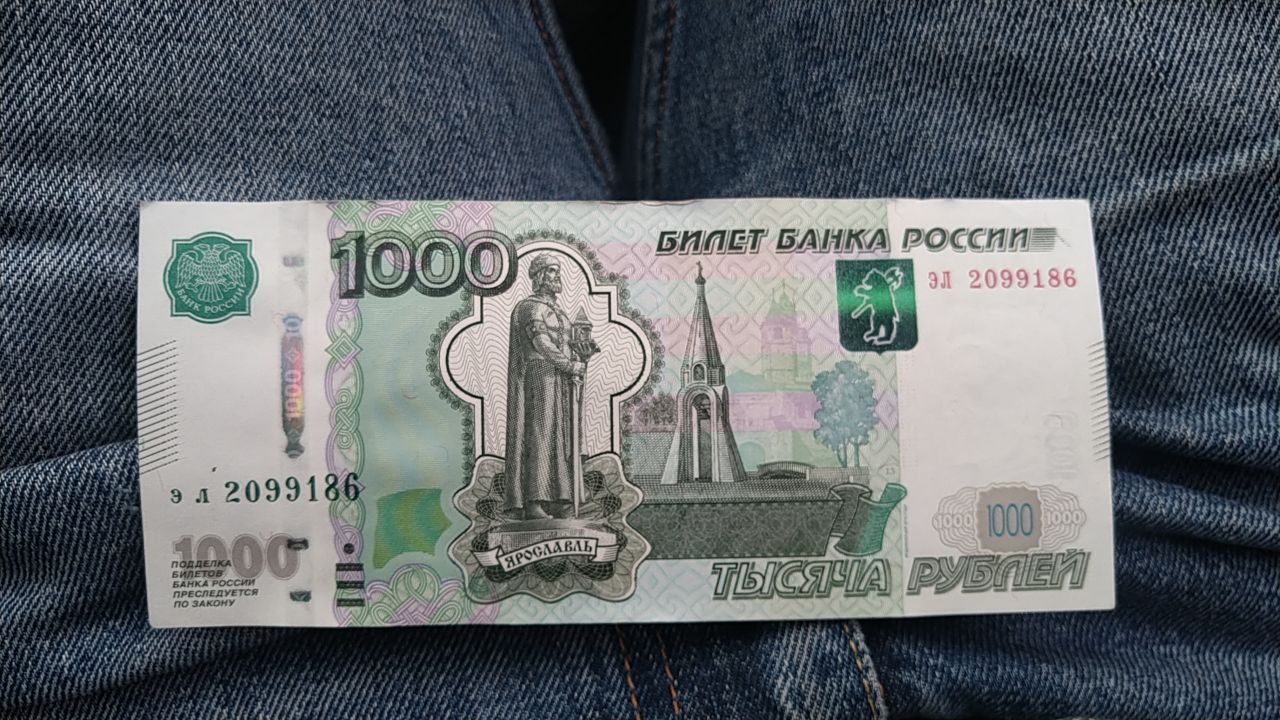 БИЛЕТ БАНКА РОССИИ
1000
БАНК РОССИИ
эл 2099186
1000
э л 2099186
1000
ПОДДЕЛКА
БИЛЕТОВ
БАНКА РОССИИ
ПРЕСЛЕДУЕТСЯ
ПО ЗАКОНУ
ЯРОСЛАВЛЬ
1000 1000 1000
ТЫСЯЧА РУБЛЕЙ